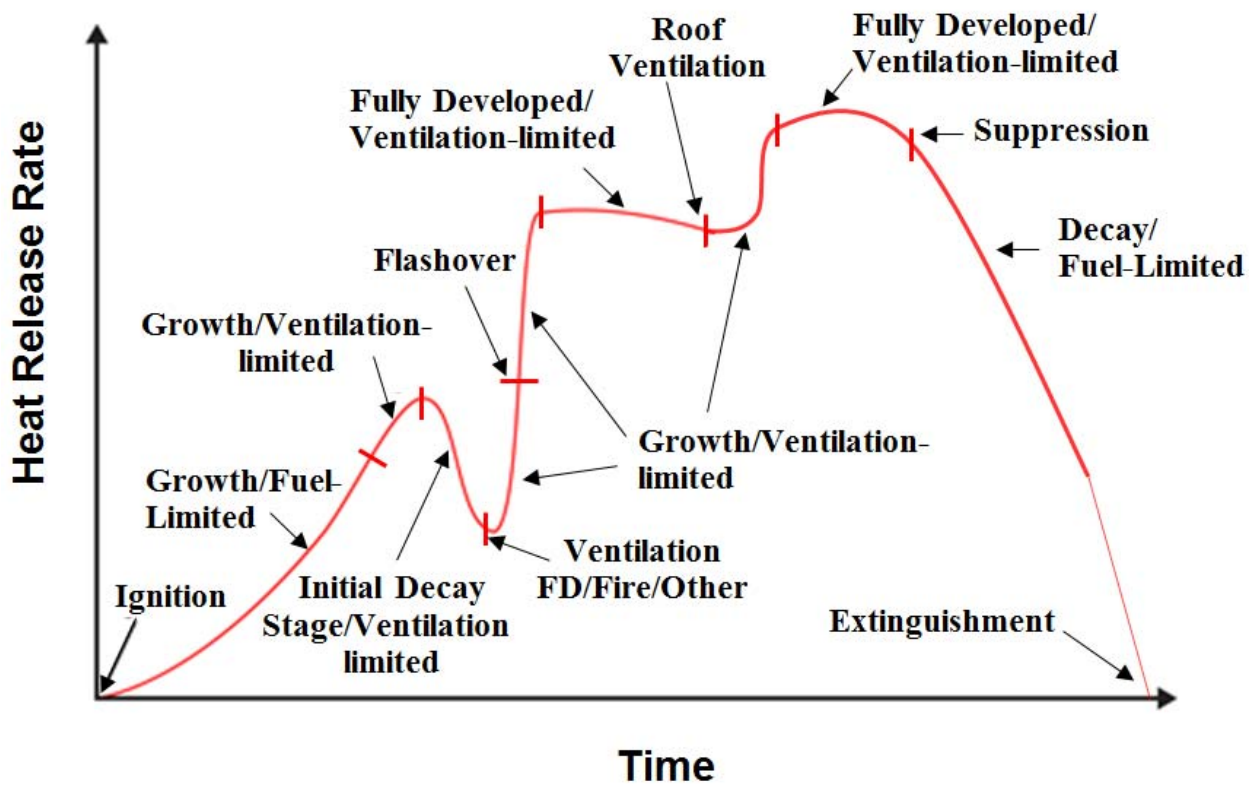 Roof
Ventilation
Fully Developed/
Ventilation-limited
Fully Developed/
Ventilation-limited
Suppression
Flashover
Decay/
Fuel-Limited
Growth/Ventilation-
limited
Growth/Ventilation-
limited
Growth/Fuel-
Limited
Ventilation
FD/Fire/Other
Ignition
Initial Decay
Stage/Ventilation
limited
Extinguishment
Heat Release Rate
Time